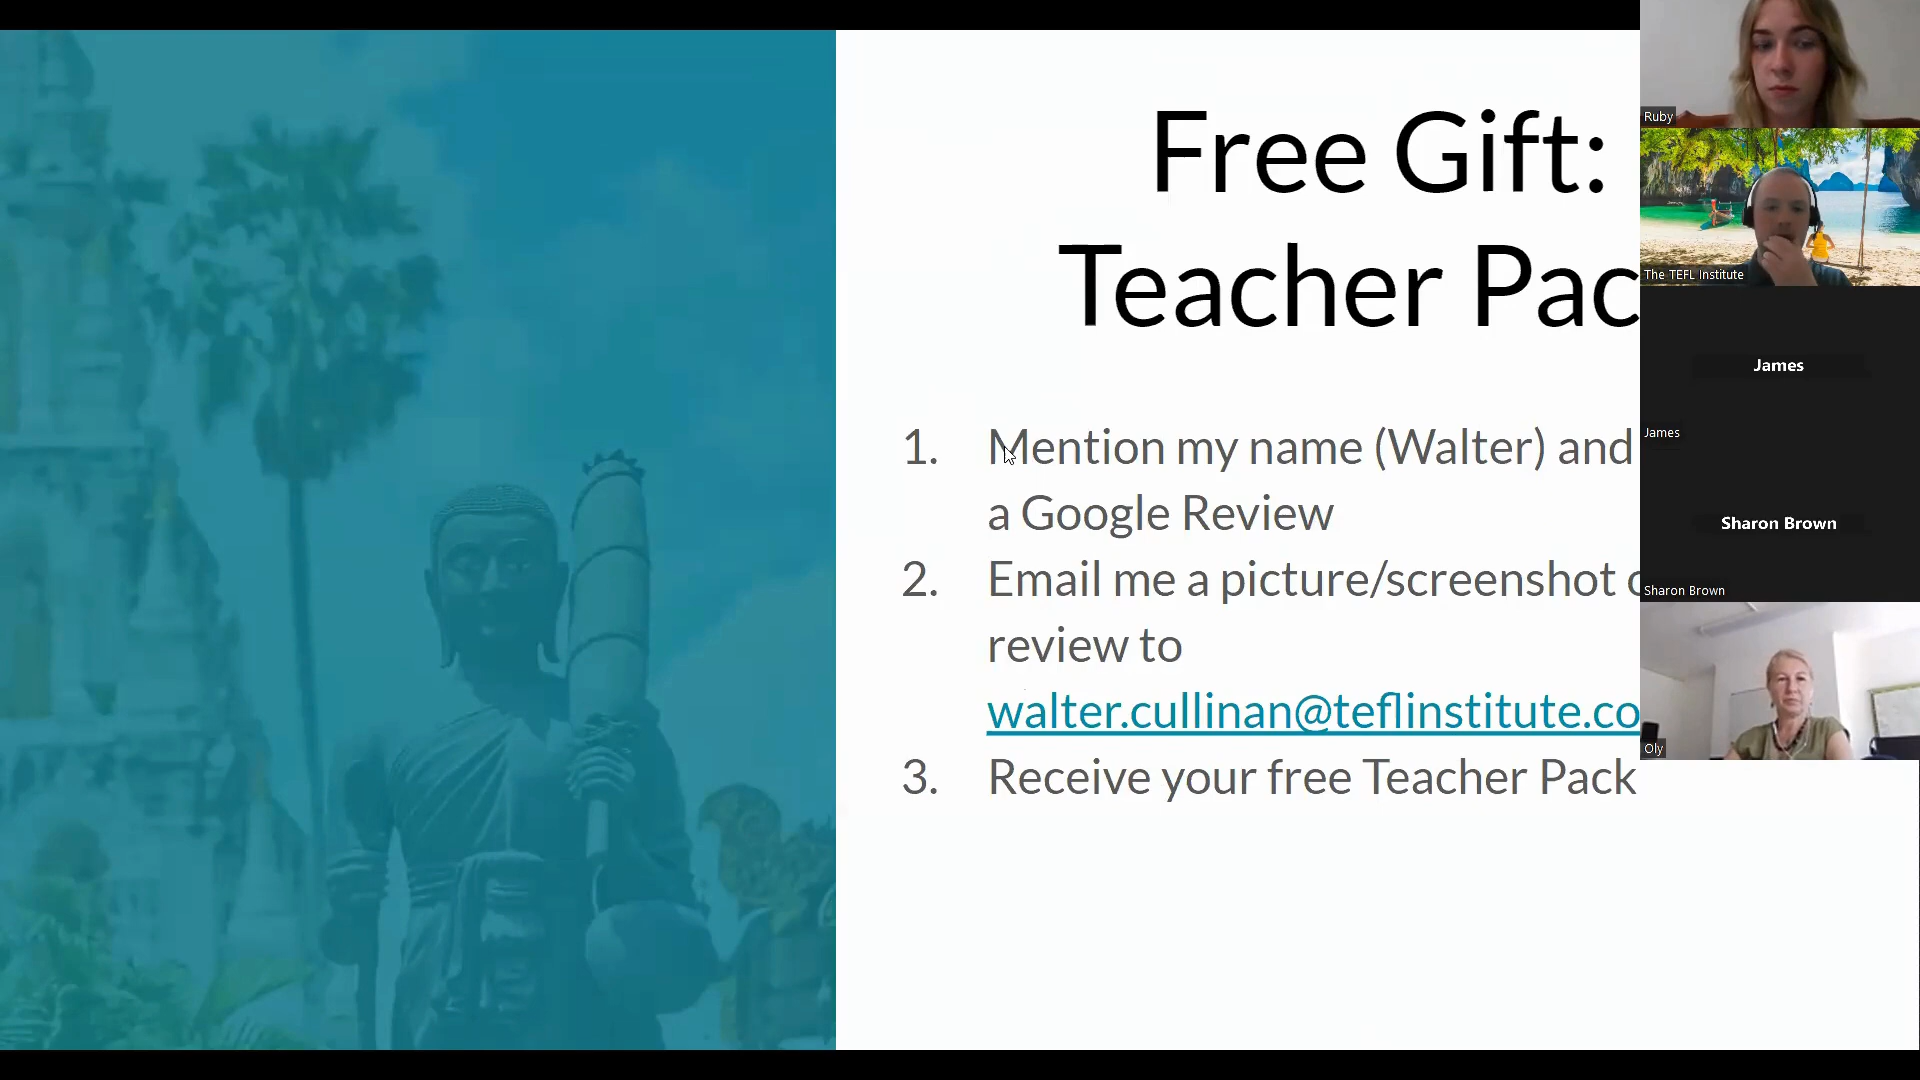 Free Gift:
Teacher Pac
1. Mention my name (Walter) and
a Google Review
2. Email me a picture/screenshot
review to
walter.cullinan@teflinstitute.co
3. Receive your free Teacher Pack
Ruby
The TEFL Institute
James
James
Sharon Brown
Sharon Brown
Oly